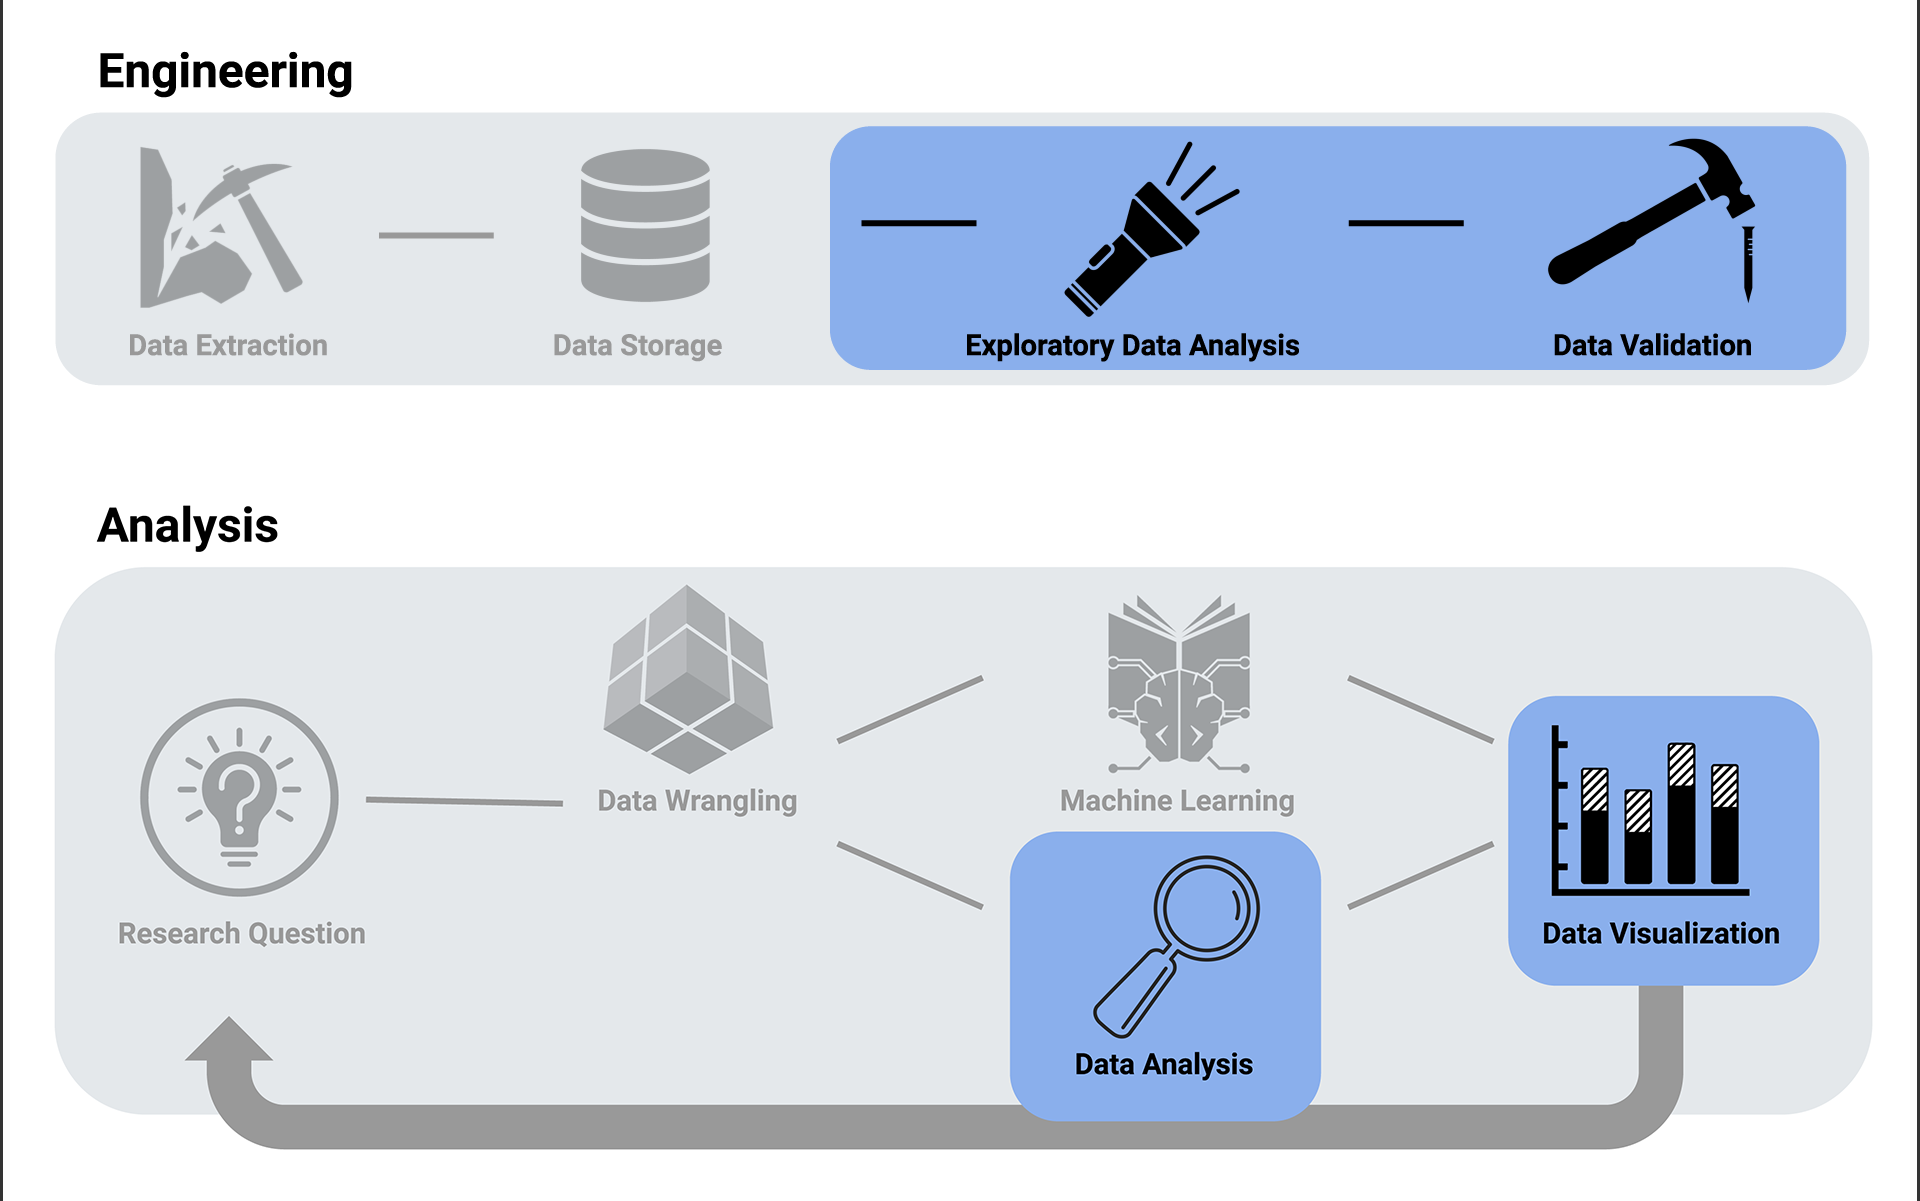 Engineering
Data Extraction
Data Storage
Exploratory Data Analysis
Data Validation
Analysis
Research Question
Data Wrangling
Machine Learning
Data Analysis
Data Visualization